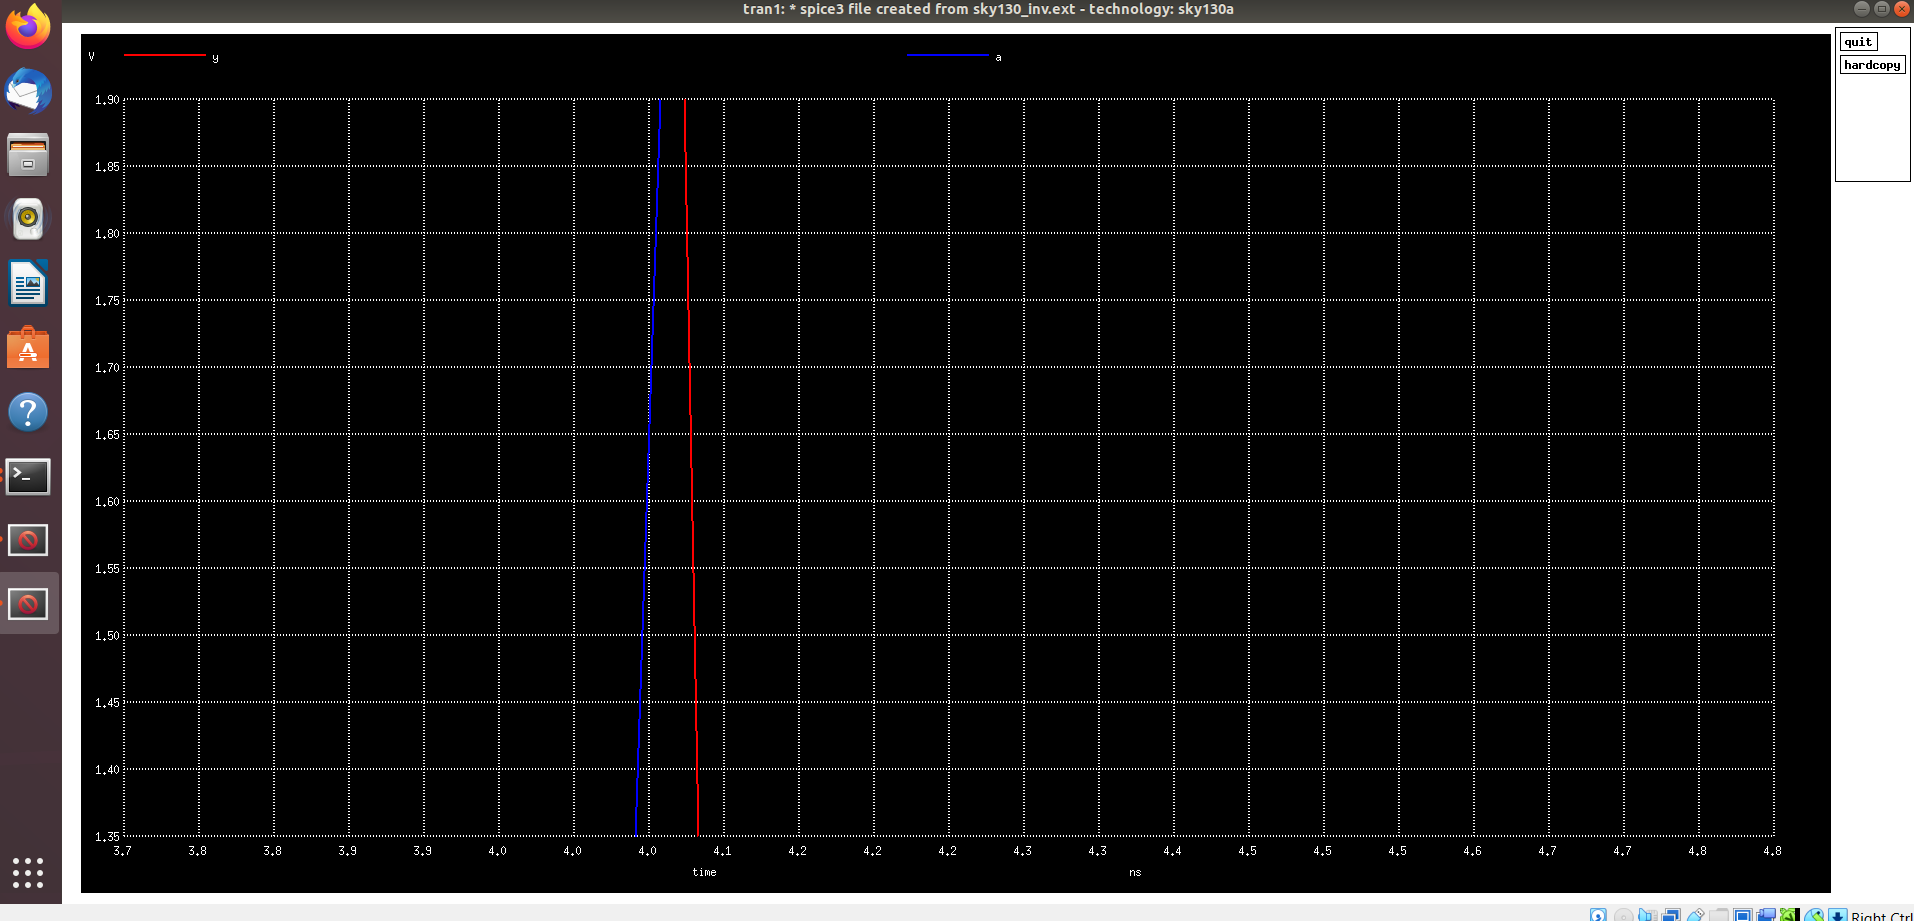 tran1: * spice3 file created from sky130_inv.ext - technology: sky130a
quit
hardcopy
V y a
1.90
1.85
1.80
1.75
1.70
1.65
1.60
1.55
1.50
1.45
1.40
1.35
3.7 3.8 3.8 3.9 3.9 4.0 4.0 4.0 4.1 4.2 4.2 4.2 4.3 4.3 4.4 4.5 4.5 4.5 4.6 4.7 4.7 4.8 4.8
time ns
Right Ctrl